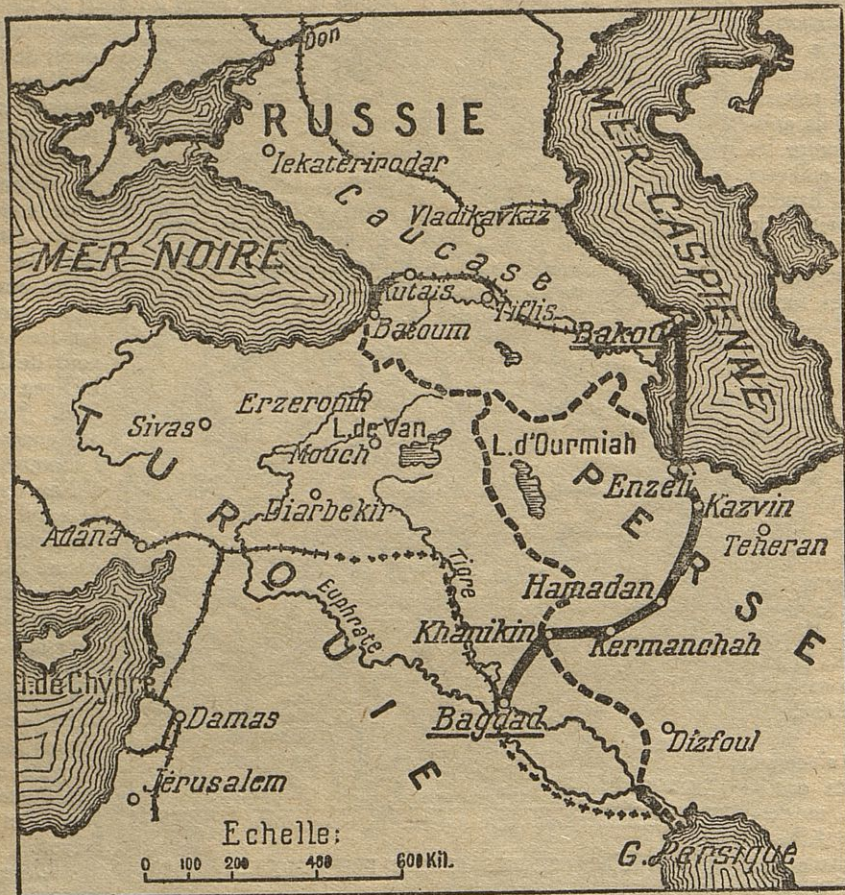 Don
RUSSIE
Iekaterinodar
Caucase
Vladikavkaz
MER CASPIENNE
MER NOIRE
Kutais
Tiflis
Batoum
Bakou
TURQUIE
Erzeroum
Sivas
L. de Van
Mouch
L. d'Ourmiah
PERSE
Enzeli
Kazvin
Diarbekir
Teheran
Adana
Tigre
Hamadan
Euphrate
Khanikin
Kermanchah
I. de Chypre
Damas
Bagdad
Dizfoul
Jérusalem
Echelle:
0 100 200 400 600 Kil.
G. Persique